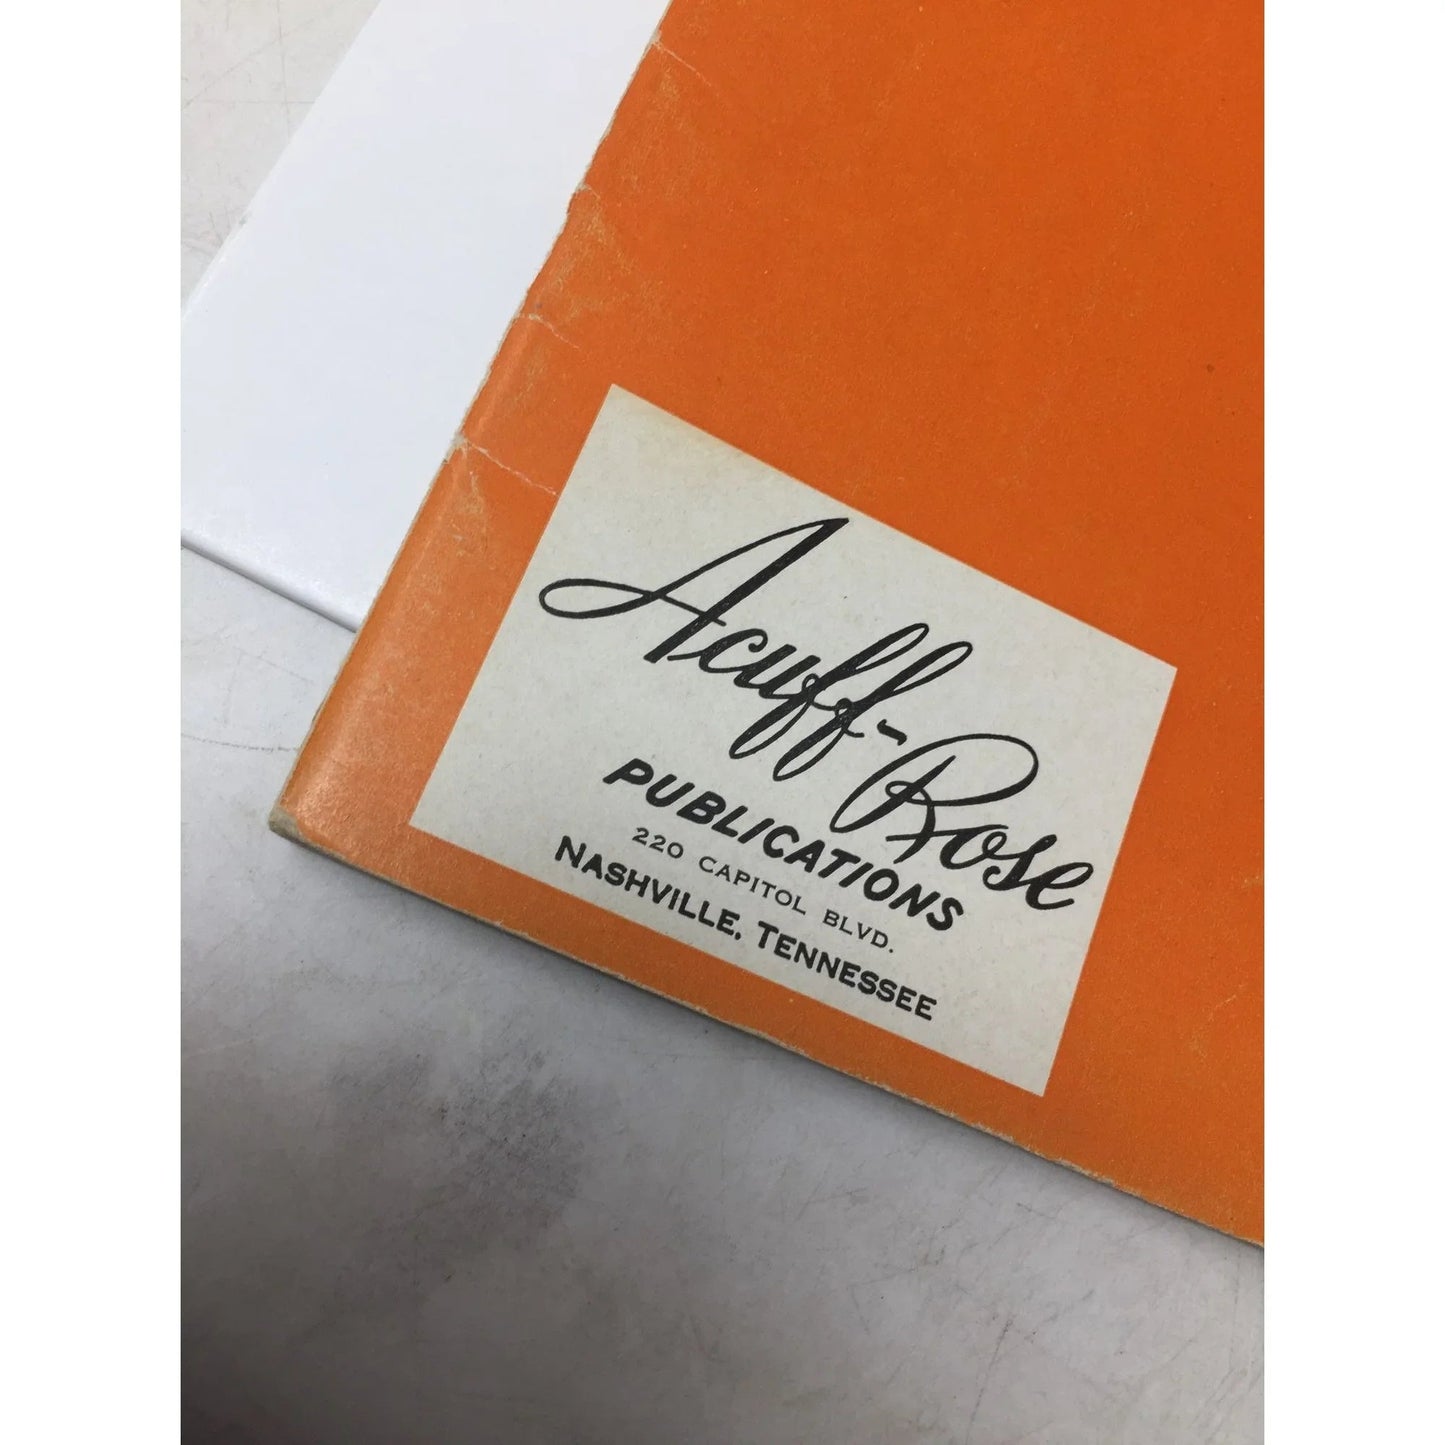 Acuff-Rose
PUBLICATIONS
220 CAPITOL BLVD.
NASHVILLE, TENNESSEE